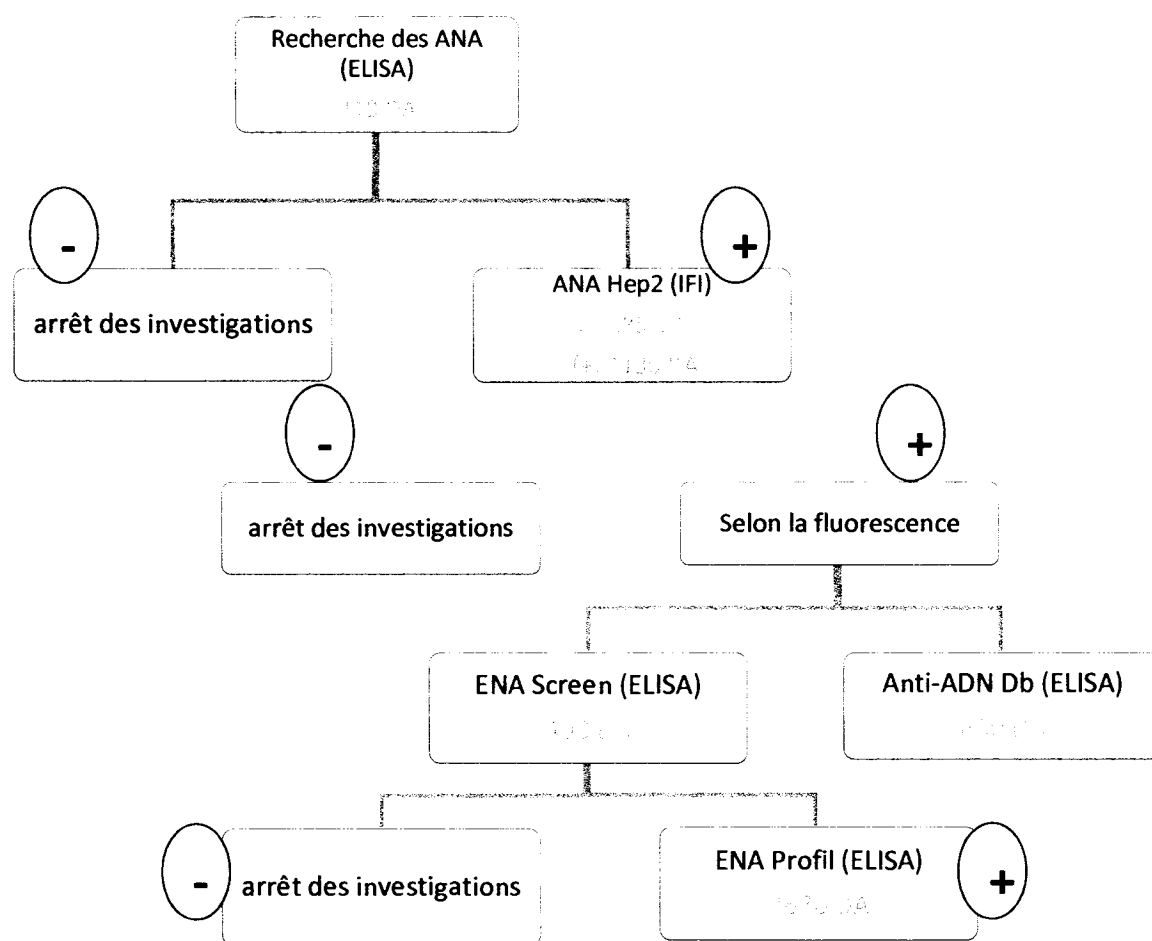 Recherche des ANA
(ELISA)
-
+
arrêt des investigations
ANA Hep2 (IFI)
-
+
arrêt des investigations
Selon la fluorescence
ENA Screen (ELISA)
Anti-ADN Db (ELISA)
-
arrêt des investigations
ENA Profil (ELISA)
+